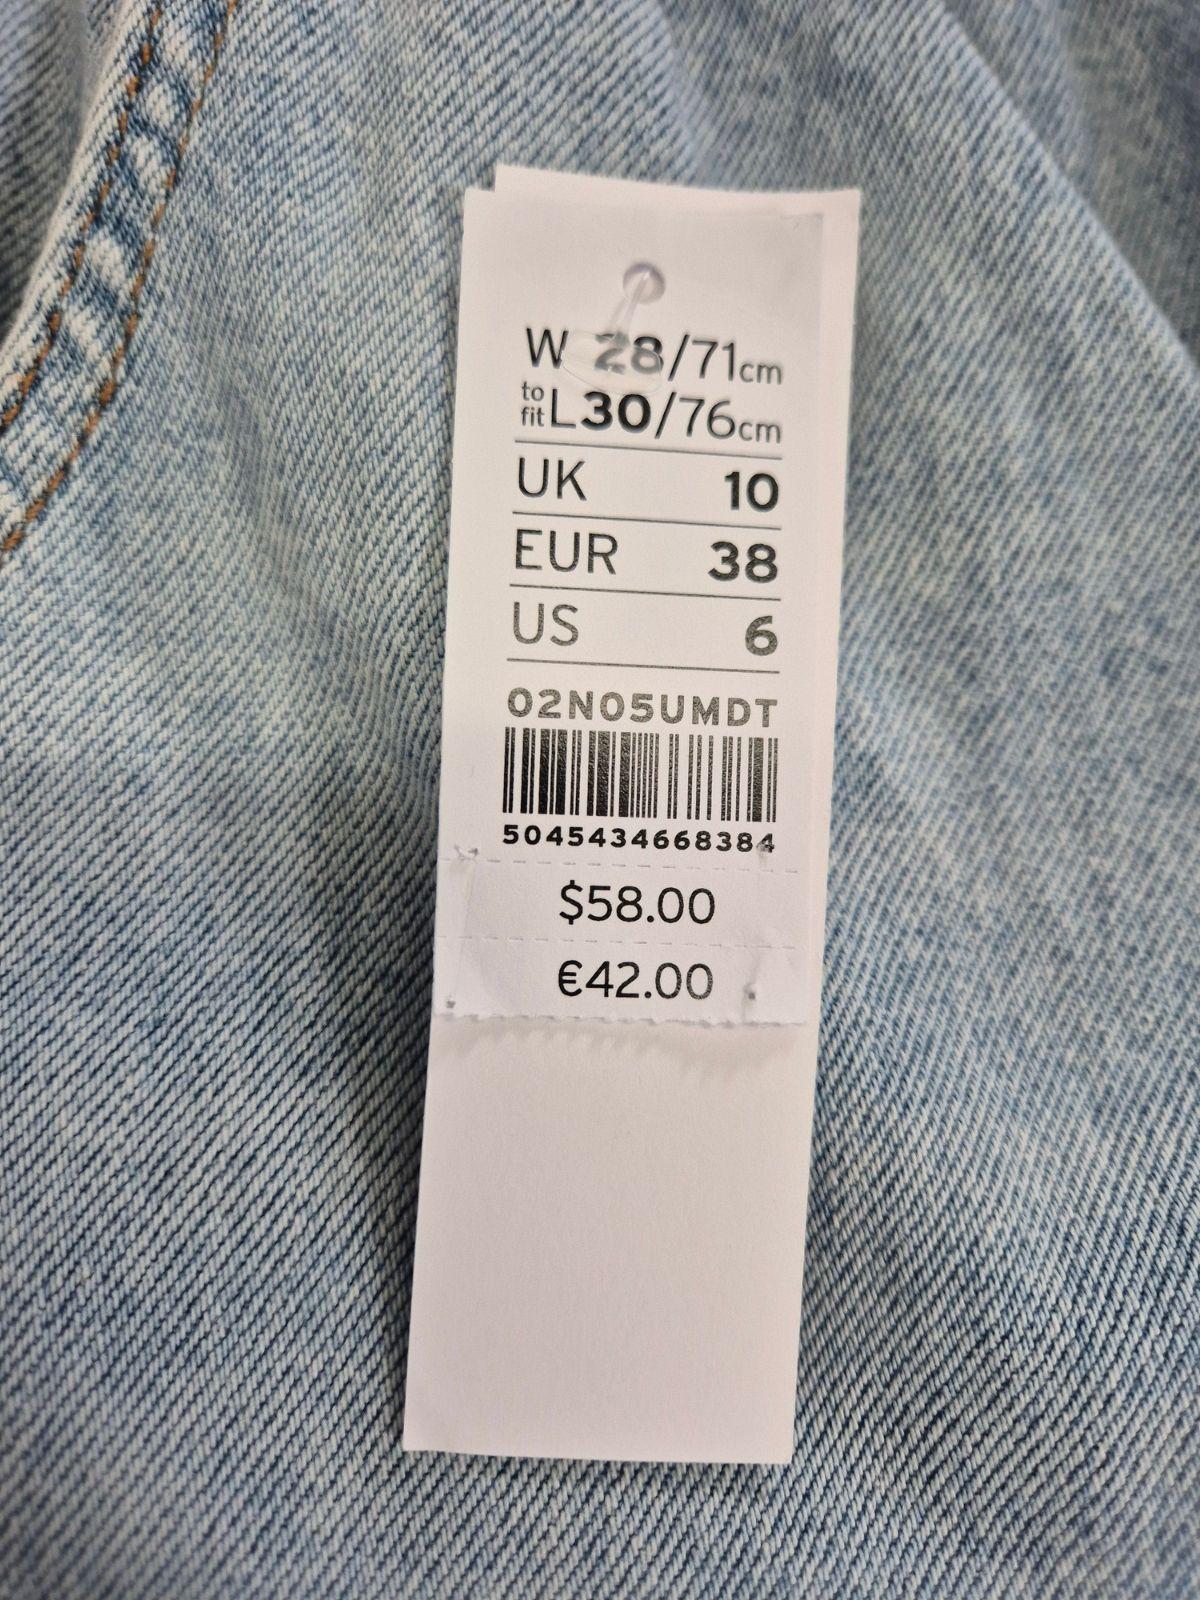 W 28/71cm
to fit L30/76cm
UK 10
EUR 38
US 6
02N05UMDT
5045434668384
$58.00
€42.00